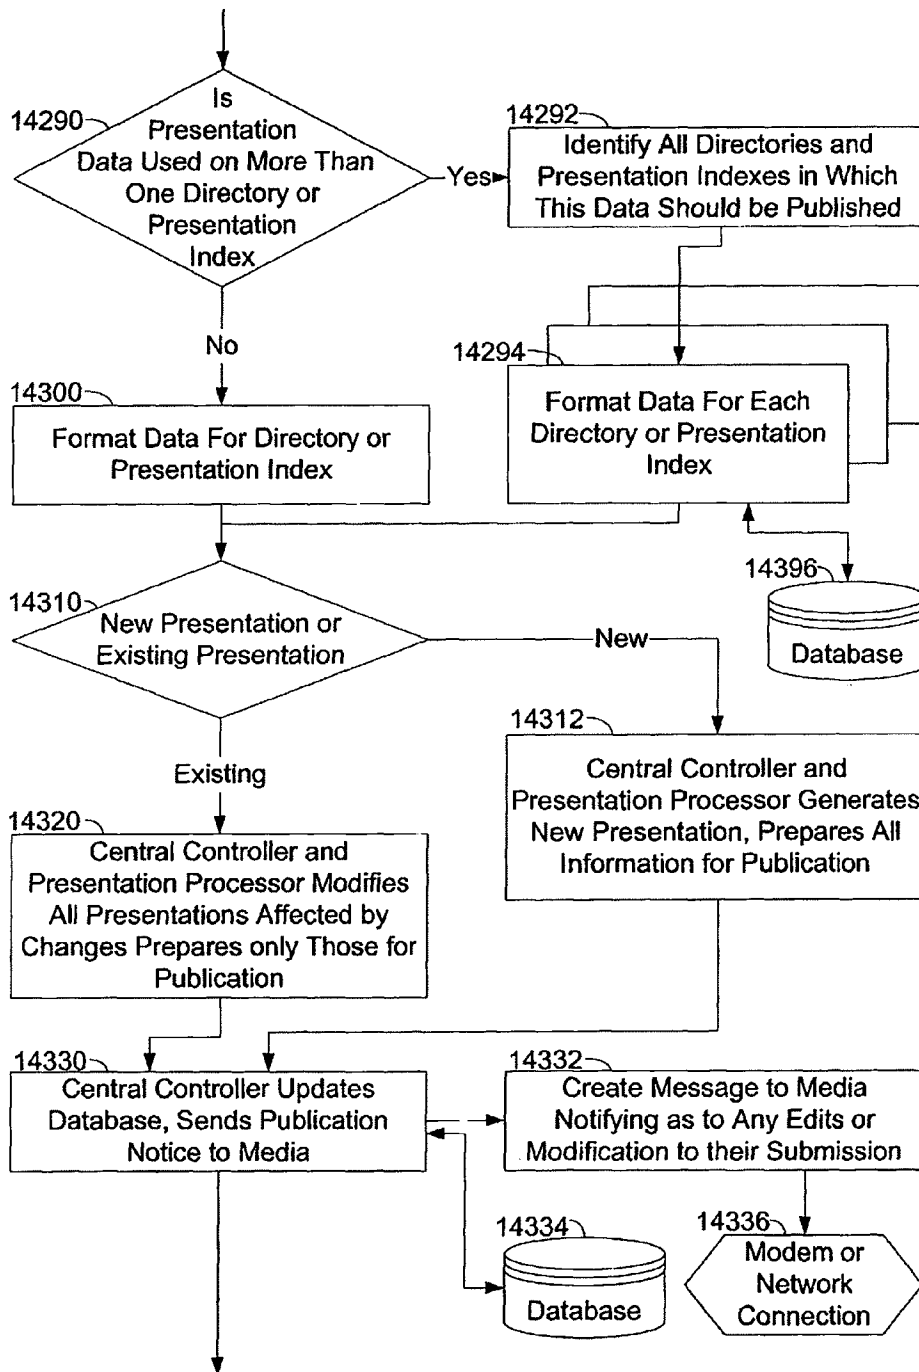 14290
Is
Presentation
Data Used on More Than
One Directory or
Presentation
Index
Yes
14292
Identify All Directories and
Presentation Indexes in Which
This Data Should be Published
No
14294
Format Data For Each
Directory or Presentation
Index
14300
Format Data For Directory or
Presentation Index
14396
Database
14310
New Presentation or
Existing Presentation
New
14312
Central Controller and
Presentation Processor Generates
New Presentation, Prepares All
Information for Publication
Existing
14320
Central Controller and
Presentation Processor Modifies
All Presentations Affected by
Changes Prepares only Those for
Publication
14330
Central Controller Updates
Database, Sends Publication
Notice to Media
14332
Create Message to Media
Notifying as to Any Edits or
Modification to their Submission
14334
Database
14336
Modem or
Network
Connection